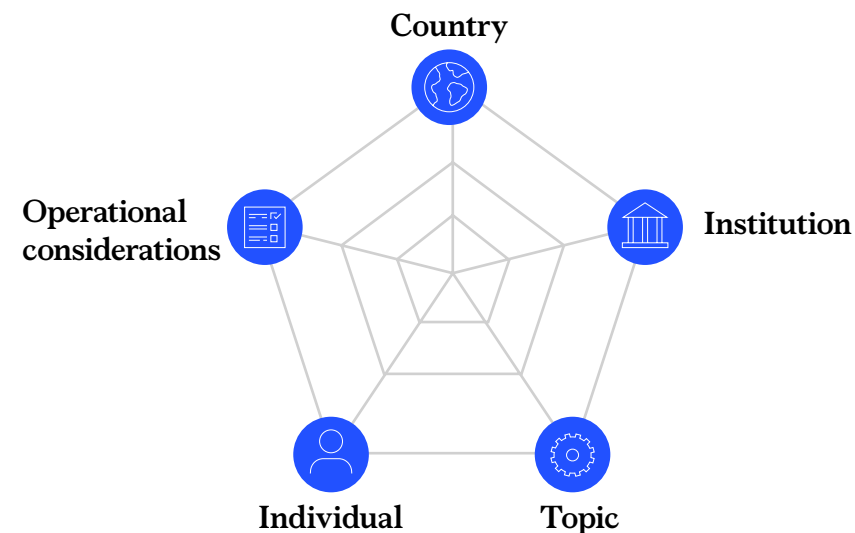 Country
Operational
considerations
Institution
Individual
Topic